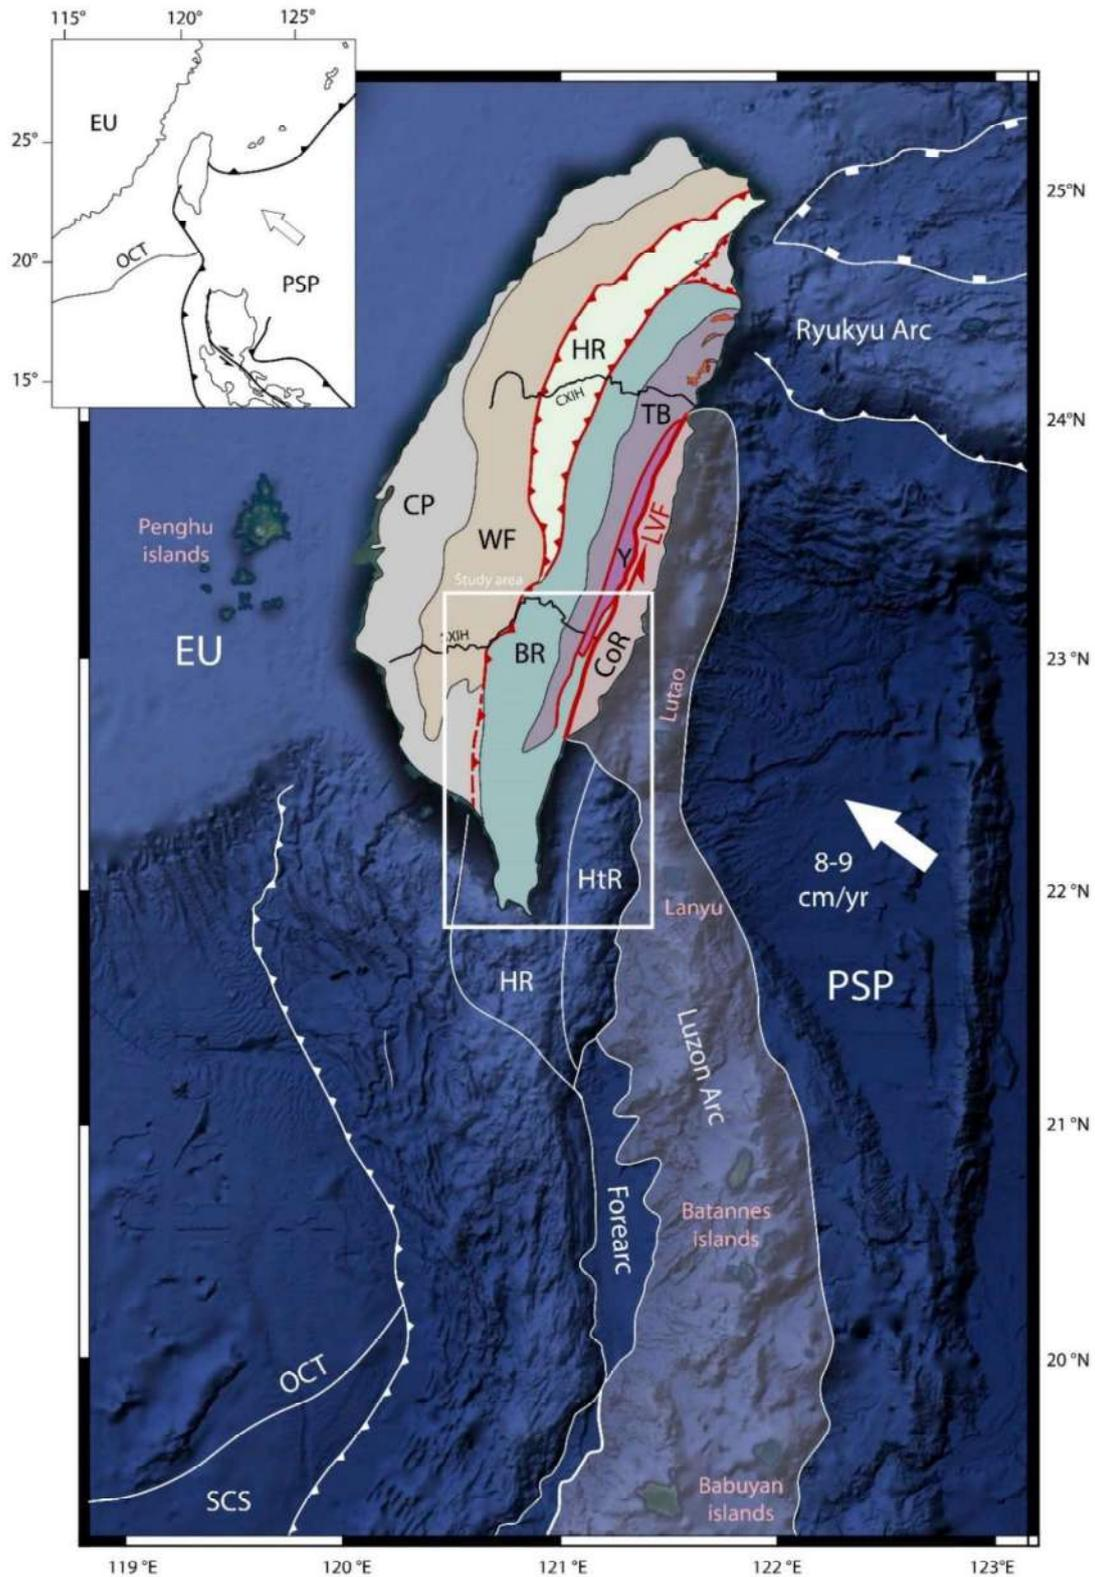 115°
120°
125°
EU
25°
OCT
20°
PSP
15°
25°N
Ryukyu Arc
HR
CXIH
TB
24°N
CP
Penghu
islands
WF
LVF
Y
Study area
EU
BR
CoR
23°N
Lutao
8-9
cm/yr
HtR
Lanyu
22°N
HR
PSP
Luzon Arc
21°N
Forearc
Batannes
islands
20°N
OCT
SCS
Babuyan
islands
119°E
120°E
121°E
122°E
123°E